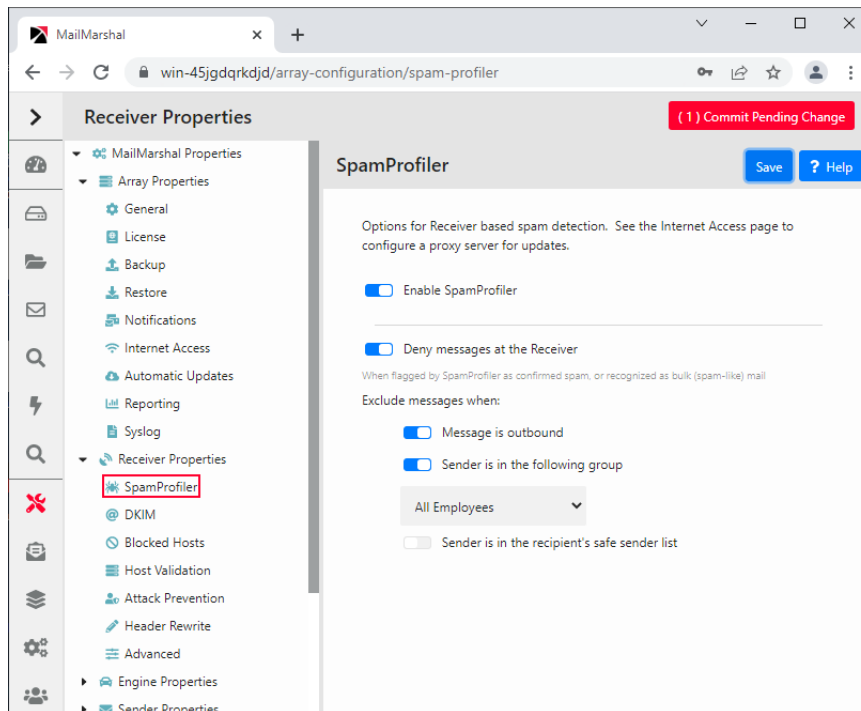 MailMarshal
win-45jgdqrkdjd/array-configuration/spam-profiler
Receiver Properties
( 1 ) Commit Pending Change
MailMarshal Properties
Array Properties
General
License
Backup
Restore
Notifications
Internet Access
Automatic Updates
Reporting
Syslog
Receiver Properties
SpamProfiler
DKIM
Blocked Hosts
Host Validation
Attack Prevention
Header Rewrite
Advanced
Engine Properties
Sender Properties
SpamProfiler
Save
? Help
Options for Receiver based spam detection. See the Internet Access page to
configure a proxy server for updates.
Enable SpamProfiler
Deny messages at the Receiver
When flagged by SpamProfiler as confirmed spam, or recognized as bulk (spam-like) mail
Exclude messages when:
Message is outbound
Sender is in the following group
All Employees
Sender is in the recipient's safe sender list